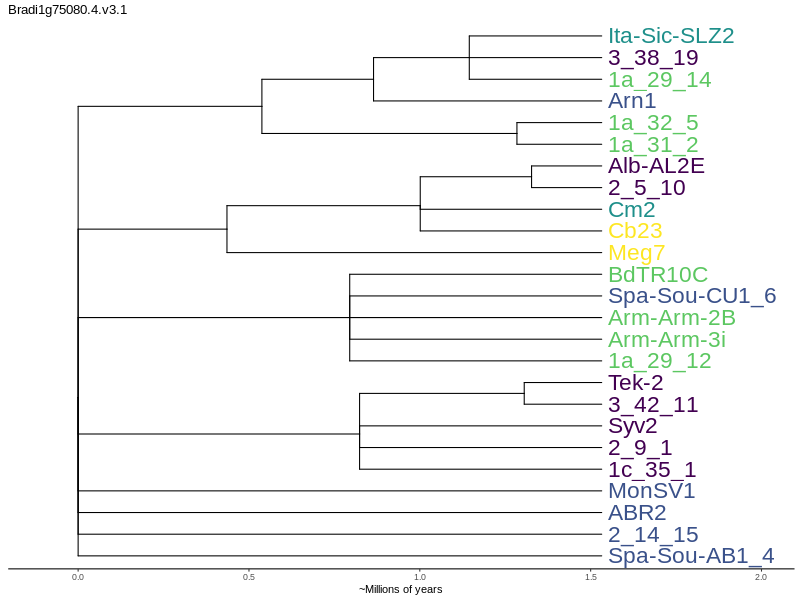 Bradi1g75080.4.v3.1
Ita-Sic-SLZ2
3_38_19
1a_29_14
Arn1
1a_32_5
1a_31_2
Alb-AL2E
2_5_10
Cm2
Cb23
Meg7
BdTR10C
Spa-Sou-CU1_6
Arm-Arm-2B
Arm-Arm-3i
1a_29_12
Tek-2
3_42_11
Syv2
2_9_1
1c_35_1
MonSV1
ABR2
2_14_15
Spa-Sou-AB1_4
0.0 0.5 1.0 1.5 2.0
~Millions of years